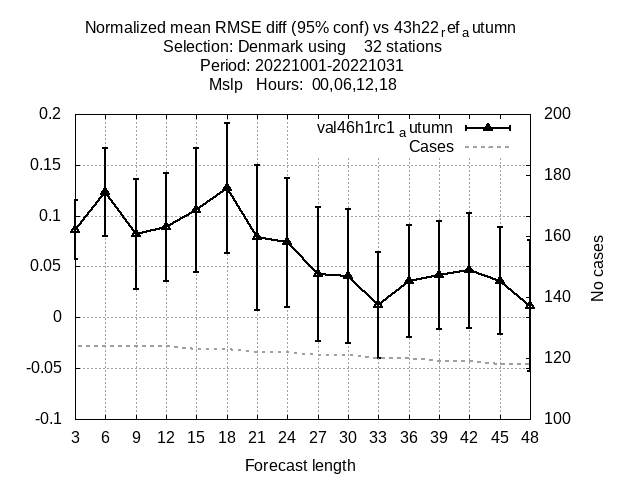 Normalized mean RMSE diff (95% conf) vs 43h22refautumn
Selection: Denmark using 32 stations
Period: 20221001-20221031
Mslp Hours: 00,06,12,18
val46h1rc1autumn
Cases
0.2
0.15
0.1
0.05
0
-0.05
-0.1
200
180
160
140
120
100
No cases
3 6 9 12 15 18 21 24 27 30 33 36 39 42 45 48
Forecast length